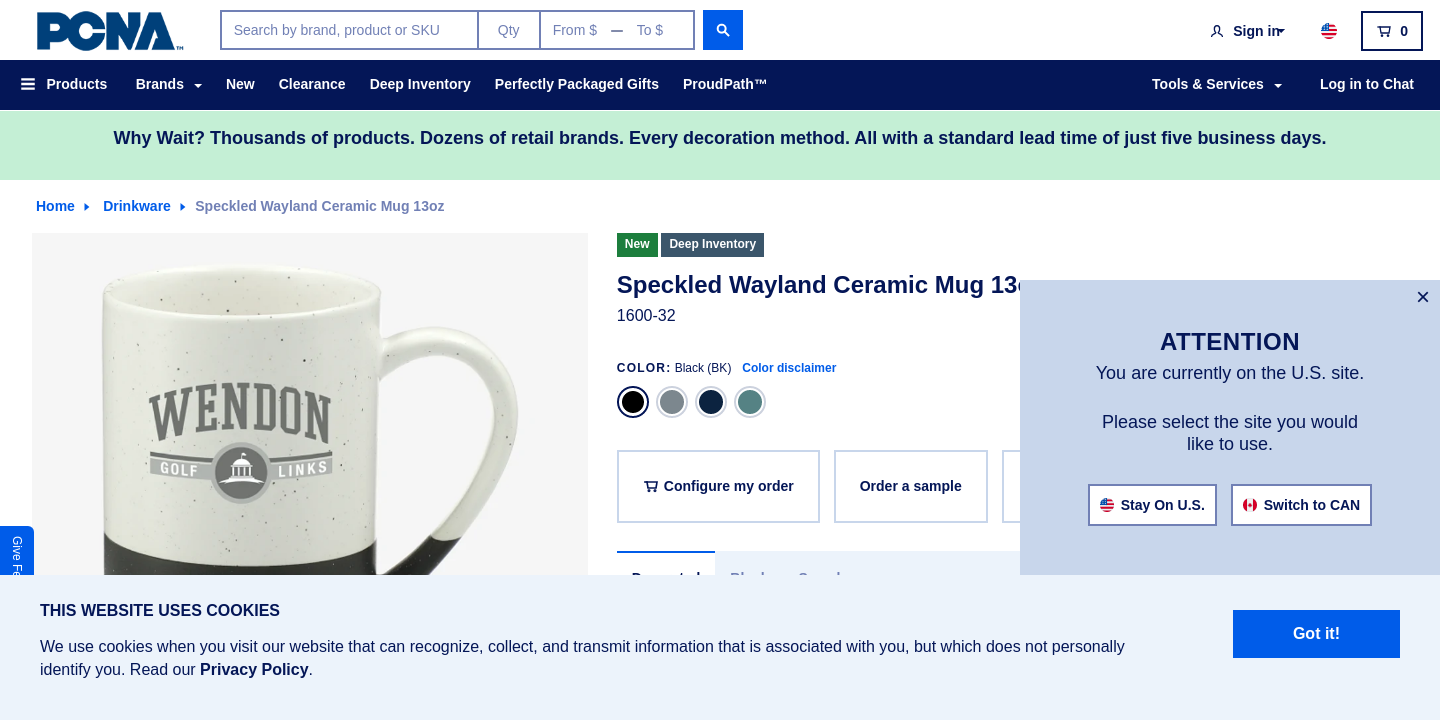 PCNA™
Search by brand, product or SKU
Qty
From $ — To $
Sign in
0
Products
Brands
New
Clearance
Deep Inventory
Perfectly Packaged Gifts
ProudPath™
Tools & Services
Log in to Chat
Why Wait? Thousands of products. Dozens of retail brands. Every decoration method. All with a standard lead time of just five business days.
Home
Drinkware
Speckled Wayland Ceramic Mug 13oz
New
Deep Inventory
Speckled Wayland Ceramic Mug 13
1600-32
COLOR: Black (BK) Color disclaimer
Configure my order
Order a sample
WENDON
GOLF LINKS
×
ATTENTION
You are currently on the U.S. site.
Please select the site you would
like to use.
Stay On U.S.
Switch to CAN
Give
THIS WEBSITE USES COOKIES
We use cookies when you visit our website that can recognize, collect, and transmit information that is associated with you, but which does not personally
identify you. Read our Privacy Policy.
Got it!